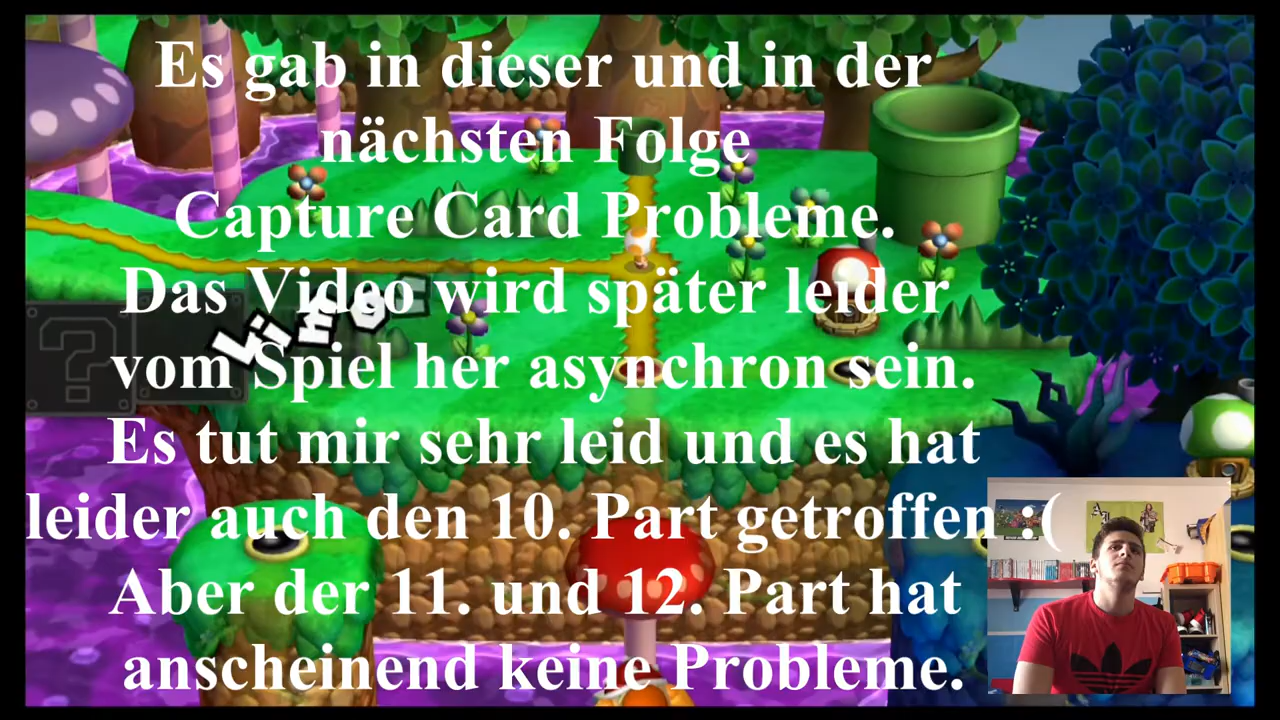 Es gab in dieser und in der
nächsten Folge
Capture Card Probleme.
Das Video wird später leider
vom Spiel her asynchron sein.
Es tut mir sehr leid und es hat
leider auch den 10. Part getroffen :(
Aber der 11. und 12. Part hat
anscheinend keine Probleme.